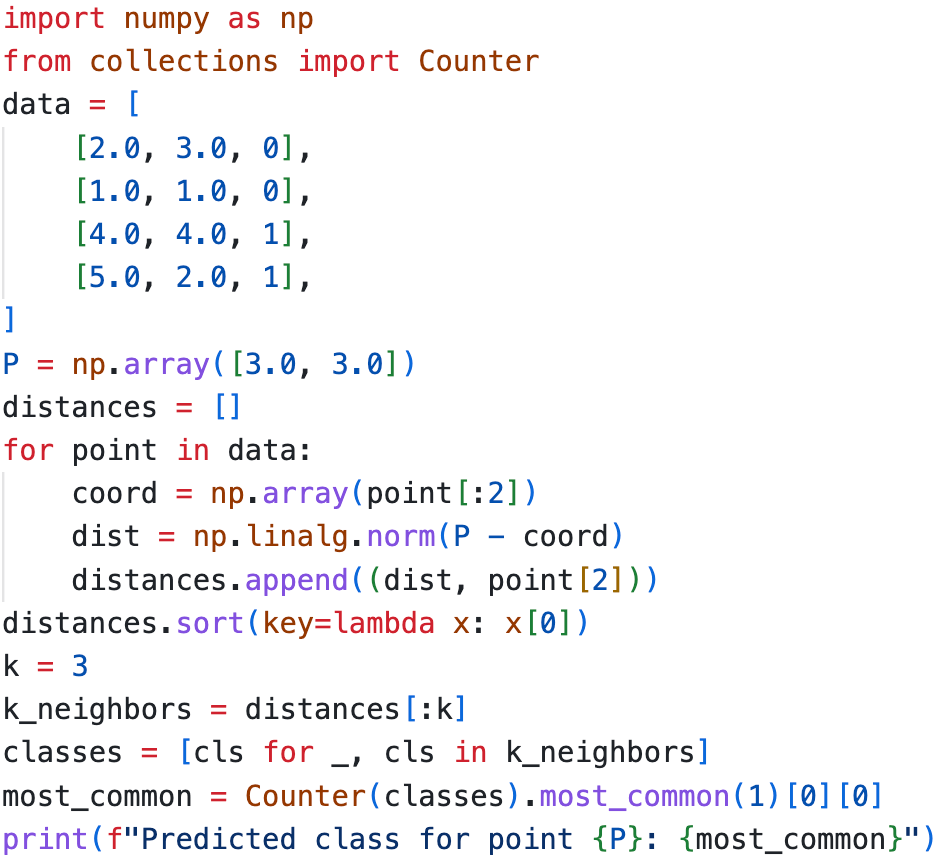 import numpy as np
from collections import Counter
data = [
    [2.0, 3.0, 0],
    [1.0, 1.0, 0],
    [4.0, 4.0, 1],
    [5.0, 2.0, 1],
]
P = np.array([3.0, 3.0])
distances = []
for point in data:
    coord = np.array(point[:2])
    dist = np.linalg.norm(P - coord)
    distances.append((dist, point[2]))
distances.sort(key=lambda x: x[0])
k = 3
k_neighbors = distances[:k]
classes = [cls for _, cls in k_neighbors]
most_common = Counter(classes).most_common(1)[0][0]
print(f"Predicted class for point {P}: {most_common}")